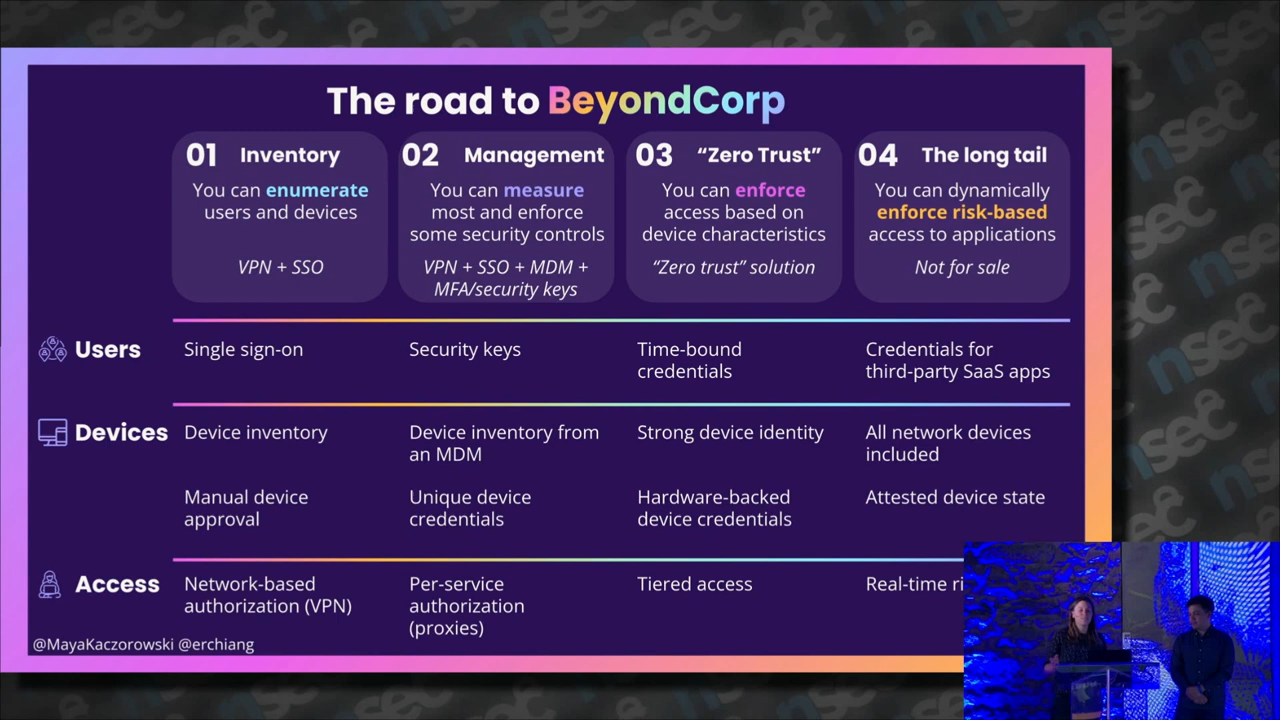 The road to BeyondCorp
01 Inventory
You can enumerate
users and devices
VPN + SSO
02 Management
You can measure
most and enforce
some security controls
VPN + SSO + MDM +
MFA/security keys
03 “Zero Trust”
You can enforce
access based on
device characteristics
“Zero trust” solution
04 The long tail
You can dynamically
enforce risk-based
access to applications
Not for sale
Users
Single sign-on
Security keys
Time-bound
credentials
Credentials for
third-party SaaS apps
Devices
Device inventory
Device inventory from
an MDM
Strong device identity
All network devices
included
Manual device
approval
Unique device
credentials
Hardware-backed
device credentials
Attested device state
Access
Network-based
authorization (VPN)
Per-service
authorization
(proxies)
Tiered access
Real-time
@MayaKaczorowski @erchiang
nsec